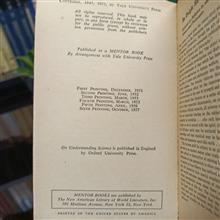 Copyright, 1947, 1951, by Yale University Press
All rights reserved. This book may
not be reproduced, in whole or in
part, in any form (except by reviewers
for the public press), without
permission from the publishers.
Published as a MENTOR BOOK
By Arrangement with Yale University Press
First Printing, December, 1951
Second Printing, June, 1952
Third Printing, March, 1953
Fourth Printing, March, 1955
Fifth Printing, 1956
Sixth Printing, October, 1957
On Understanding Science is published in England
by Oxford University Press.
MENTOR BOOKS are published by
The New American Library of World Literature, Inc.
501 Madison Avenue, New York 22, New York
PRINTED IN THE UNITED STATES OF AMERICA